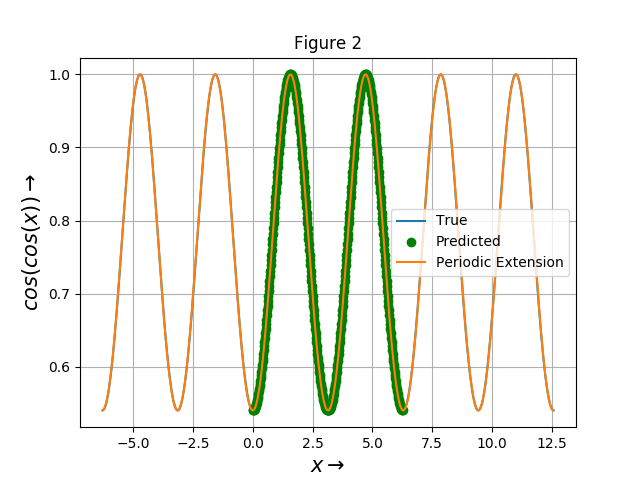 Figure 2
cos(cos(x))→
1.0
0.9
0.8
0.7
0.6
True
Predicted
Periodic Extension
−5.0 −2.5 0.0 2.5 5.0 7.5 10.0 12.5
x→